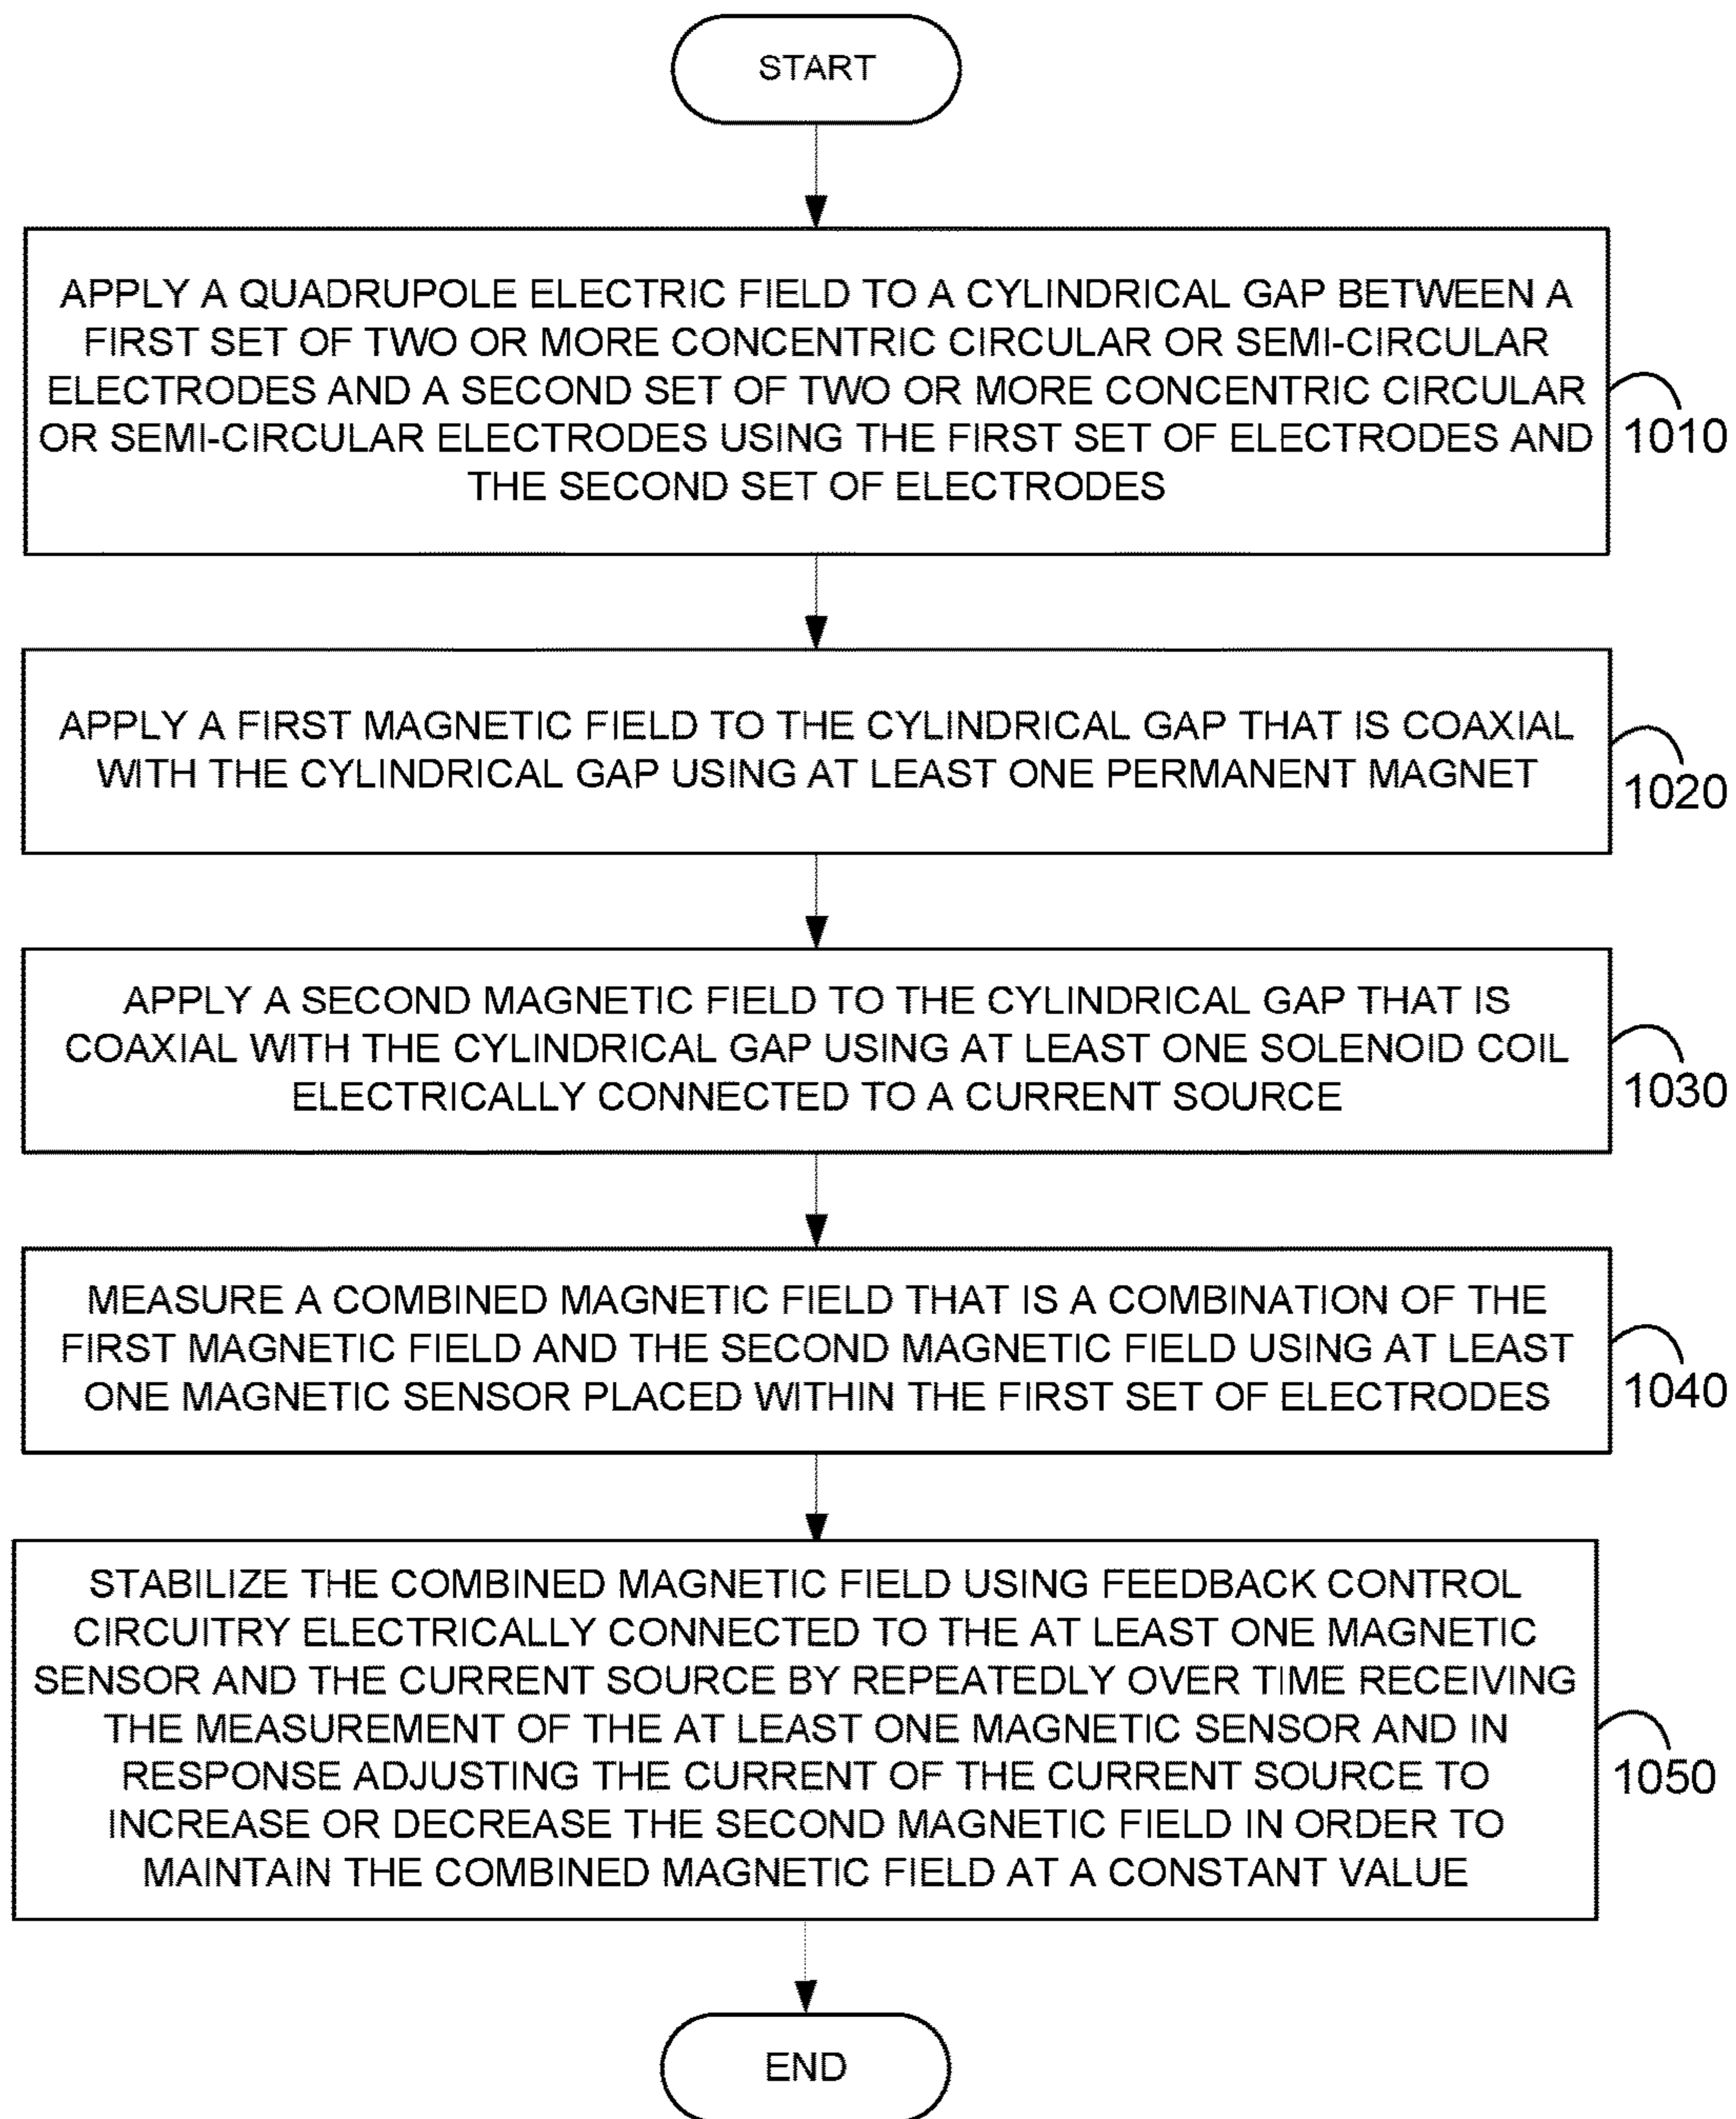 START
APPLY A QUADRUPOLE ELECTRIC FIELD TO A CYLINDRICAL GAP BETWEEN A
FIRST SET OF TWO OR MORE CONCENTRIC CIRCULAR OR SEMI-CIRCULAR
ELECTRODES AND A SECOND SET OF TWO OR MORE CONCENTRIC CIRCULAR
OR SEMI-CIRCULAR ELECTRODES USING THE FIRST SET OF ELECTRODES AND
THE SECOND SET OF ELECTRODES
1010
APPLY A FIRST MAGNETIC FIELD TO THE CYLINDRICAL GAP THAT IS COAXIAL
WITH THE CYLINDRICAL GAP USING AT LEAST ONE PERMANENT MAGNET
1020
APPLY A SECOND MAGNETIC FIELD TO THE CYLINDRICAL GAP THAT IS
COAXIAL WITH THE CYLINDRICAL GAP USING AT LEAST ONE SOLENOID COIL
ELECTRICALLY CONNECTED TO A CURRENT SOURCE
1030
MEASURE A COMBINED MAGNETIC FIELD THAT IS A COMBINATION OF THE
FIRST MAGNETIC FIELD AND THE SECOND MAGNETIC FIELD USING AT LEAST
ONE MAGNETIC SENSOR PLACED WITHIN THE FIRST SET OF ELECTRODES
1040
STABILIZE THE COMBINED MAGNETIC FIELD USING FEEDBACK CONTROL
CIRCUITRY ELECTRICALLY CONNECTED TO THE AT LEAST ONE MAGNETIC
SENSOR AND THE CURRENT SOURCE BY REPEATEDLY OVER TIME RECEIVING
THE MEASUREMENT OF THE AT LEAST ONE MAGNETIC SENSOR AND IN
RESPONSE ADJUSTING THE CURRENT OF THE CURRENT SOURCE TO
INCREASE OR DECREASE THE SECOND MAGNETIC FIELD IN ORDER TO
MAINTAIN THE COMBINED MAGNETIC FIELD AT A CONSTANT VALUE
1050
END